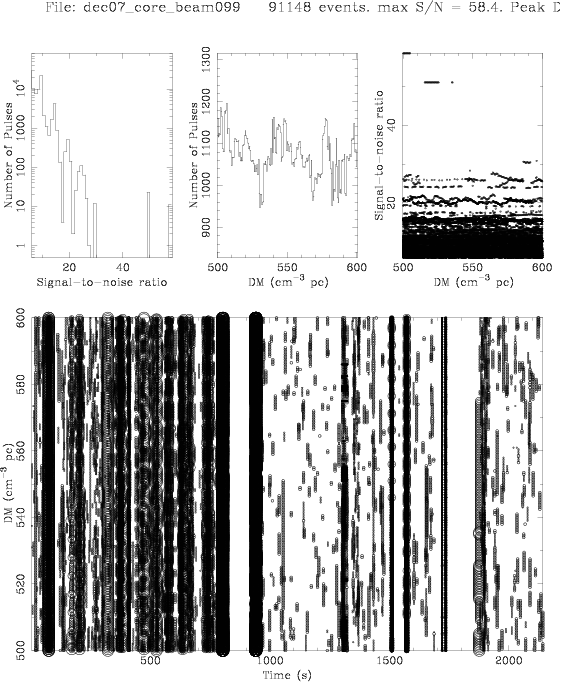 File: dec07_core_beam099 91148 events. max S/N = 58.4. Peak D
Number of Pulses
10⁴
1000
100
10
1
20 40
Signal−to−noise ratio
Number of Pulses
1300
1200
1100
1000
900
500 550 600
DM (cm⁻³ pc)
Signal−to−noise ratio
40
20
500 550 600
DM (cm⁻³ pc)
DM (cm⁻³ pc)
600
580
560
540
520
500
500 1000 1500 2000
Time (s)